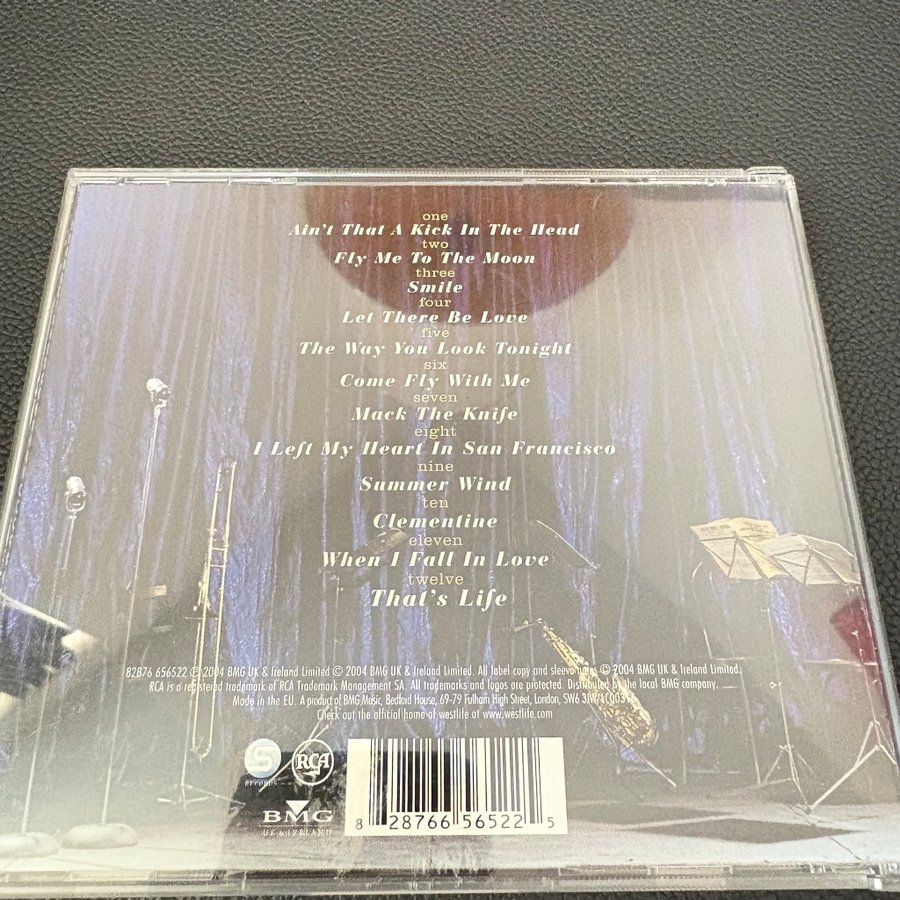 one
Ain't That A Kick In The Head
two
Fly Me To The Moon
three
Smile
four
Let There Be Love
five
The Way You Look Tonight
six
Come Fly With Me
seven
Mack The Knife
eight
I Left My Heart In San Francisco
nine
Summer Wind
ten
Clementine
eleven
When I Fall In Love
twelve
That's Life
82876 656522 ℗ 2004 BMG UK & Ireland Limited © 2004 BMG UK & Ireland Limited. All label copy and sleeve notes © 2004 BMG UK & Ireland Limited.
RCA is a registered trademark of RCA Trademark Management SA. All trademarks and logos are protected. Distributed by the local BMG company.
Made in the EU. A product of BMG Music, Bedford House, 69-79 Fulham High Street, London, SW6 3JW.
Check out the official home of westlife at www.westlife.com
S
RECORDS
RCA
BMG
UK & IRELAND
8 28766 56522 5